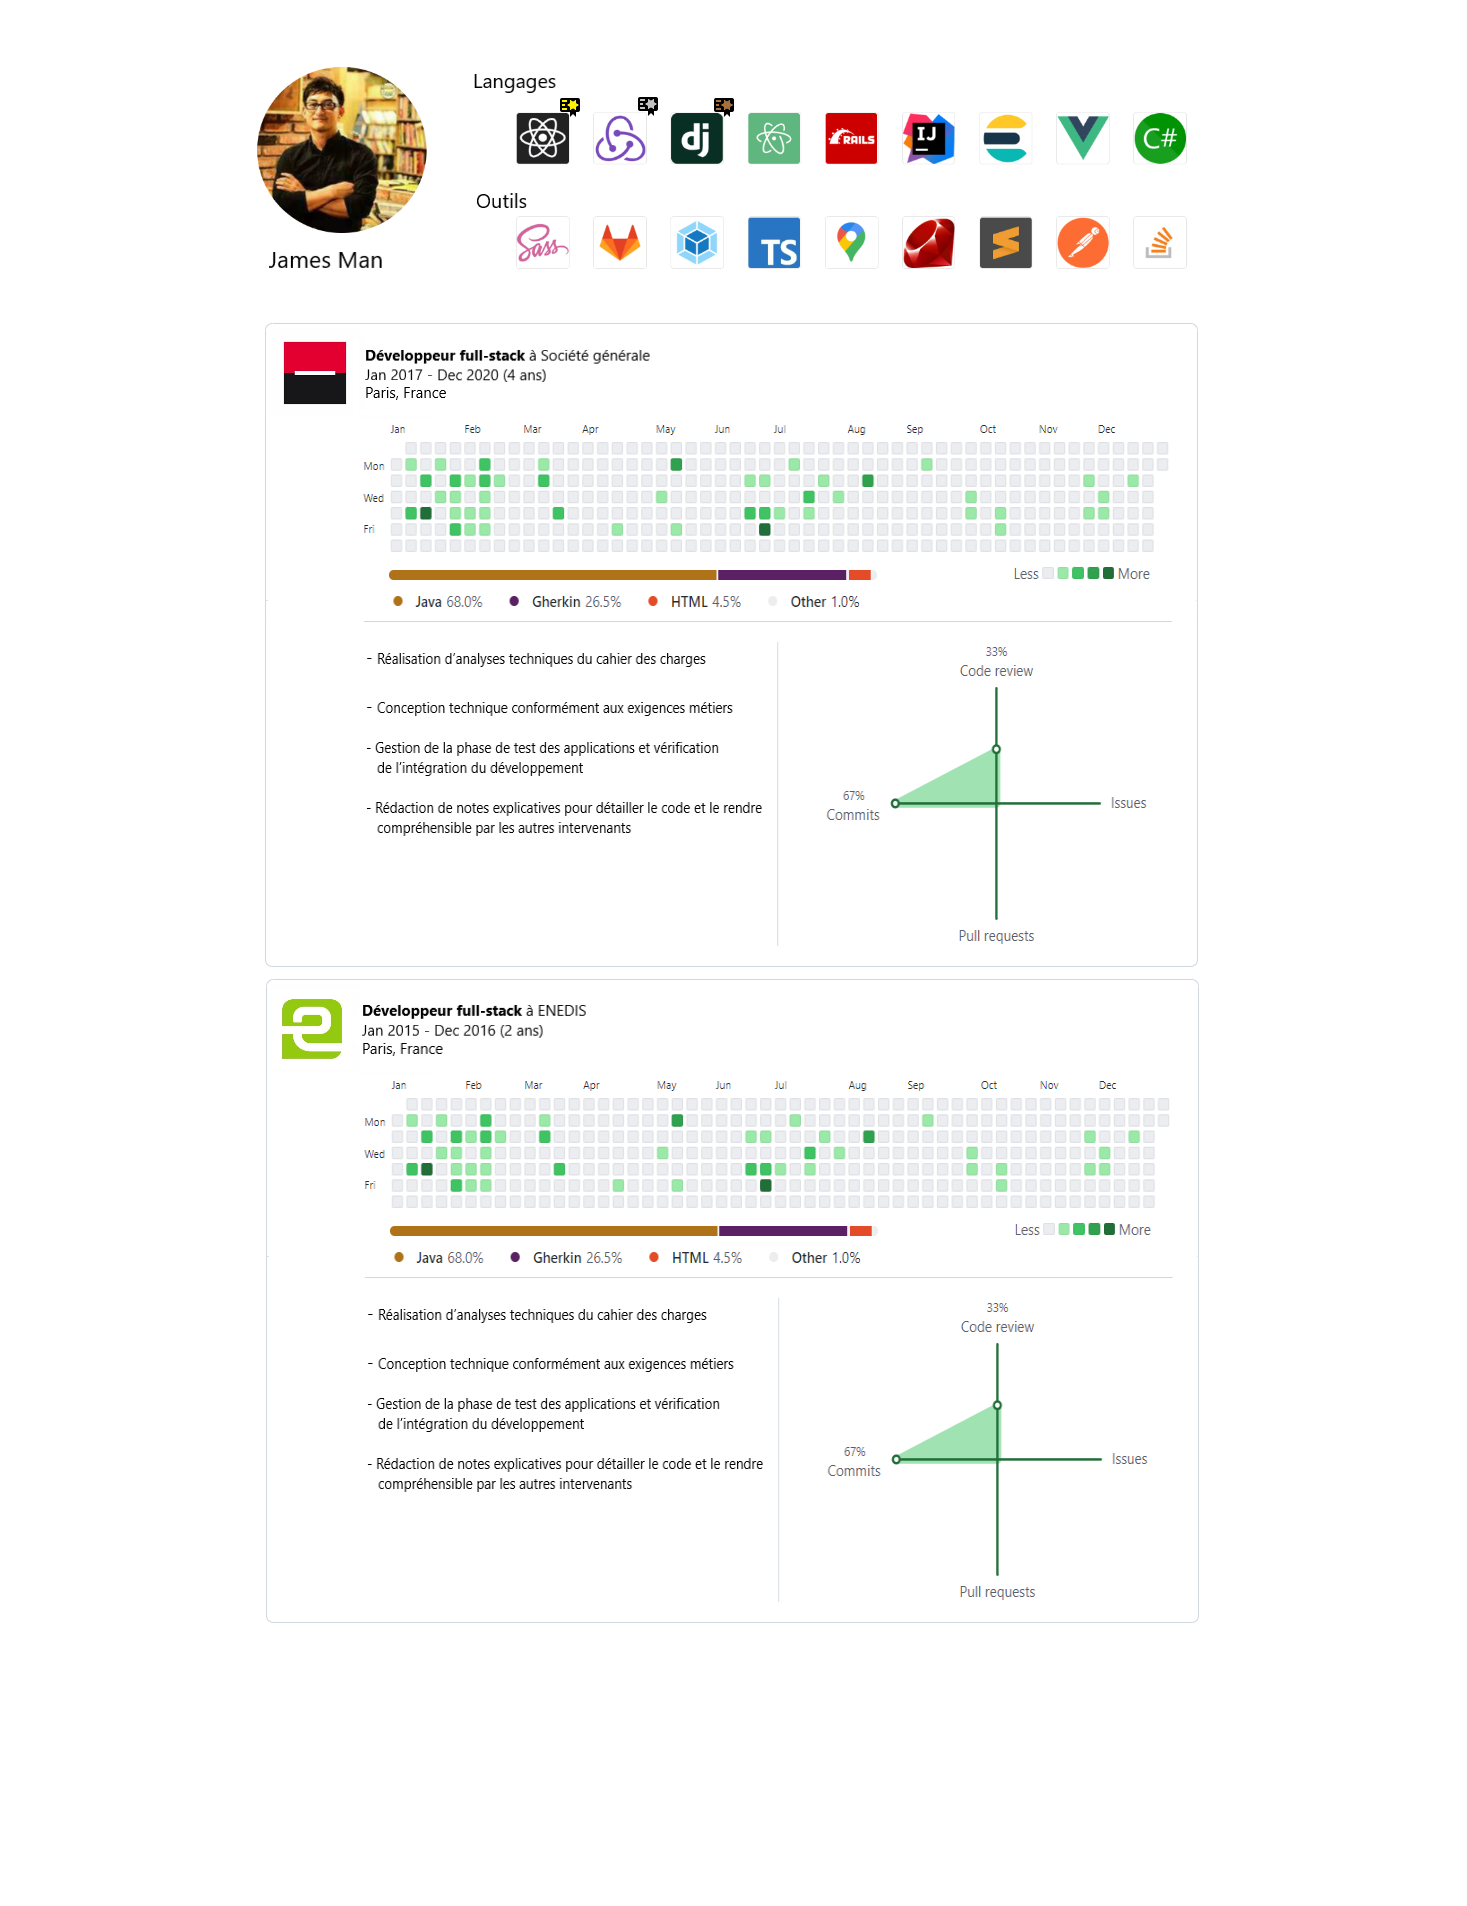 Langages
dj
RAILS
IJ
C#
Outils
Sass
TS
James Man
Développeur full-stack à Société générale
Jan 2017 - Dec 2020 (4 ans)
Paris, France
Jan Feb Mar Apr May Jun Jul Aug Sep Oct Nov Dec
Mon
Wed
Fri
Less More
Java 68.0% Gherkin 26.5% HTML 4.5% Other 1.0%
- Réalisation d’analyses techniques du cahier des charges
- Conception technique conformément aux exigences métiers
- Gestion de la phase de test des applications et vérification
de l’intégration du développement
- Rédaction de notes explicatives pour détailler le code et le rendre
compréhensible par les autres intervenants
33%
Code review
67%
Commits
Issues
Pull requests
Développeur full-stack à ENEDIS
Jan 2015 - Dec 2016 (2 ans)
Paris, France
Jan Feb Mar Apr May Jun Jul Aug Sep Oct Nov Dec
Mon
Wed
Fri
Less More
Java 68.0% Gherkin 26.5% HTML 4.5% Other 1.0%
- Réalisation d’analyses techniques du cahier des charges
- Conception technique conformément aux exigences métiers
- Gestion de la phase de test des applications et vérification
de l’intégration du développement
- Rédaction de notes explicatives pour détailler le code et le rendre
compréhensible par les autres intervenants
33%
Code review
67%
Commits
Issues
Pull requests